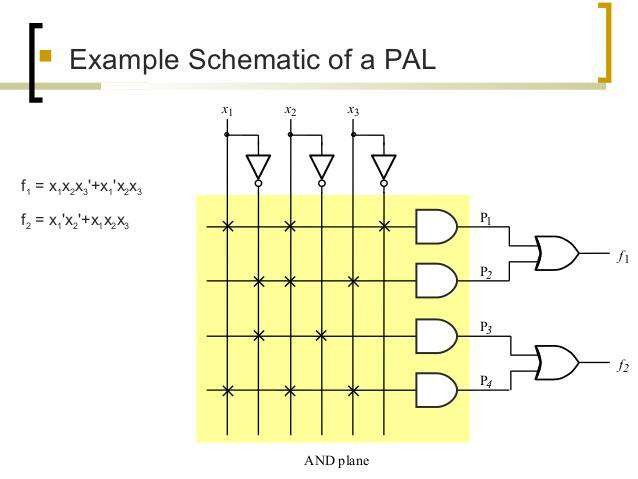 Example Schematic of a PAL
x1 x2 x3
f1 = x1x2x3'+x1'x2x3
f2 = x1'x2'+x1x2x3
P1
f1
P2
P3
f2
P4
AND plane